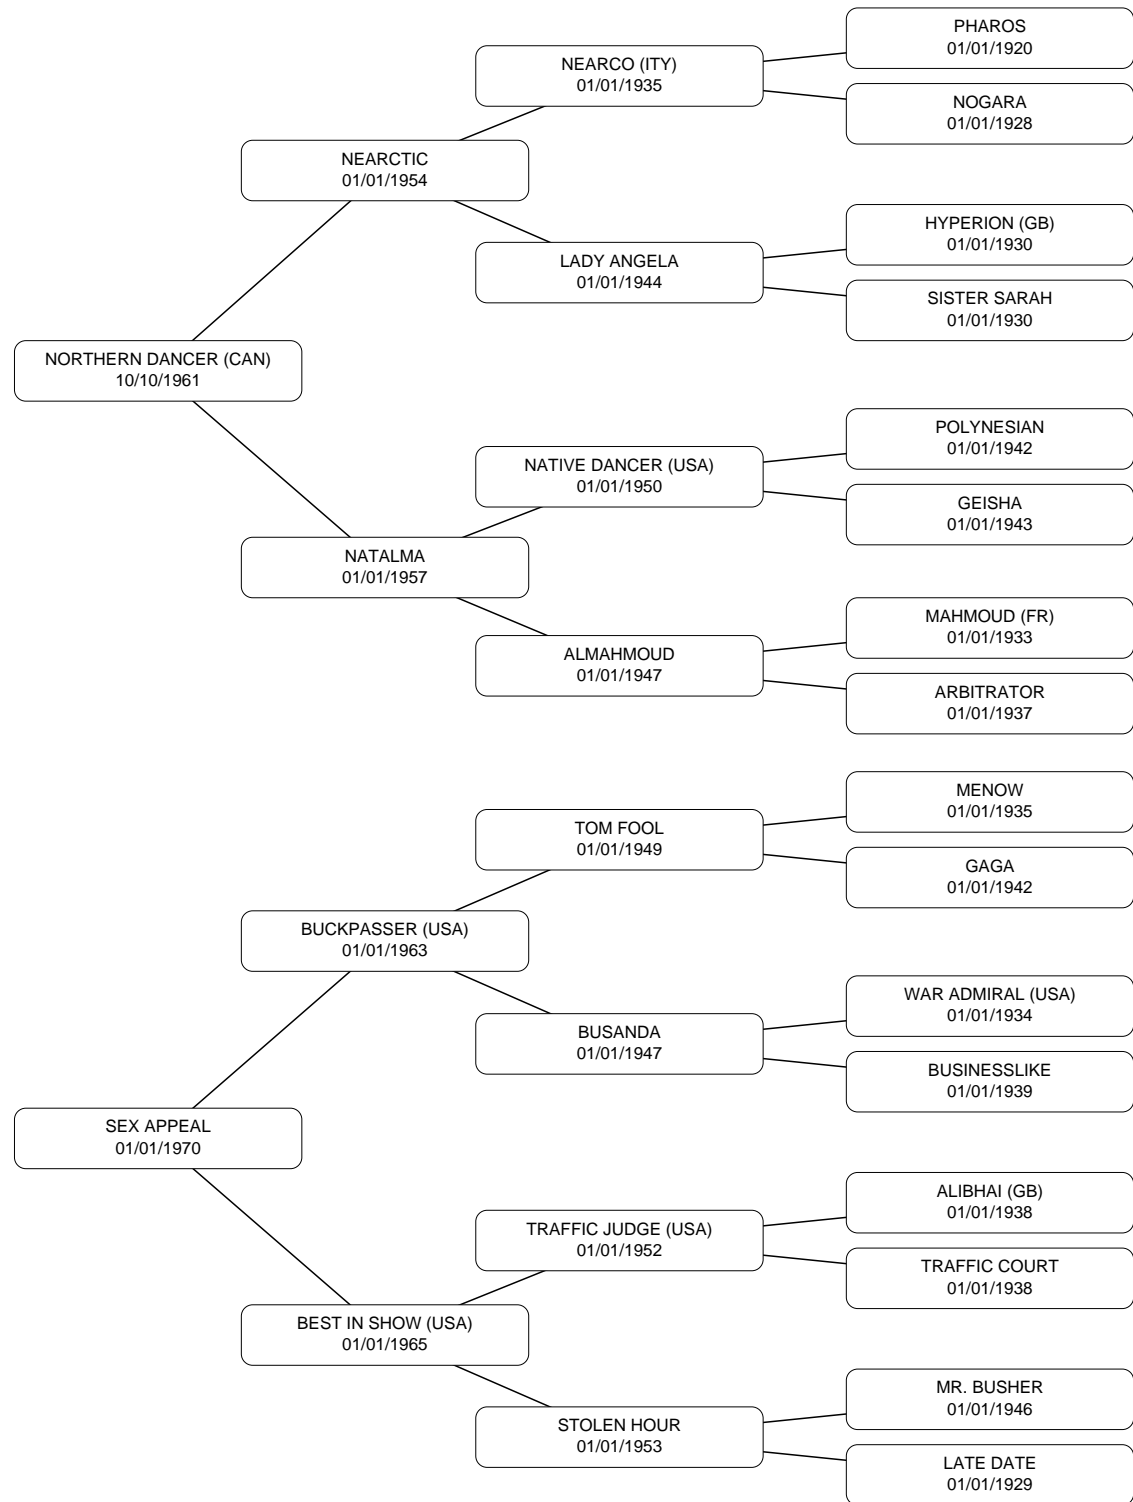 PHAROS
01/01/1920
NEARCO (ITY)
01/01/1935
NOGARA
01/01/1928
NEARCTIC
01/01/1954
HYPERION (GB)
01/01/1930
LADY ANGELA
01/01/1944
SISTER SARAH
01/01/1930
NORTHERN DANCER (CAN)
10/10/1961
POLYNESIAN
01/01/1942
NATIVE DANCER (USA)
01/01/1950
GEISHA
01/01/1943
NATALMA
01/01/1957
MAHMOUD (FR)
01/01/1933
ALMAHMOUD
01/01/1947
ARBITRATOR
01/01/1937
MENOW
01/01/1935
TOM FOOL
01/01/1949
GAGA
01/01/1942
BUCKPASSER (USA)
01/01/1963
WAR ADMIRAL (USA)
01/01/1934
BUSANDA
01/01/1947
BUSINESSLIKE
01/01/1939
SEX APPEAL
01/01/1970
ALIBHAI (GB)
01/01/1938
TRAFFIC JUDGE (USA)
01/01/1952
TRAFFIC COURT
01/01/1938
BEST IN SHOW (USA)
01/01/1965
MR. BUSHER
01/01/1946
STOLEN HOUR
01/01/1953
LATE DATE
01/01/1929